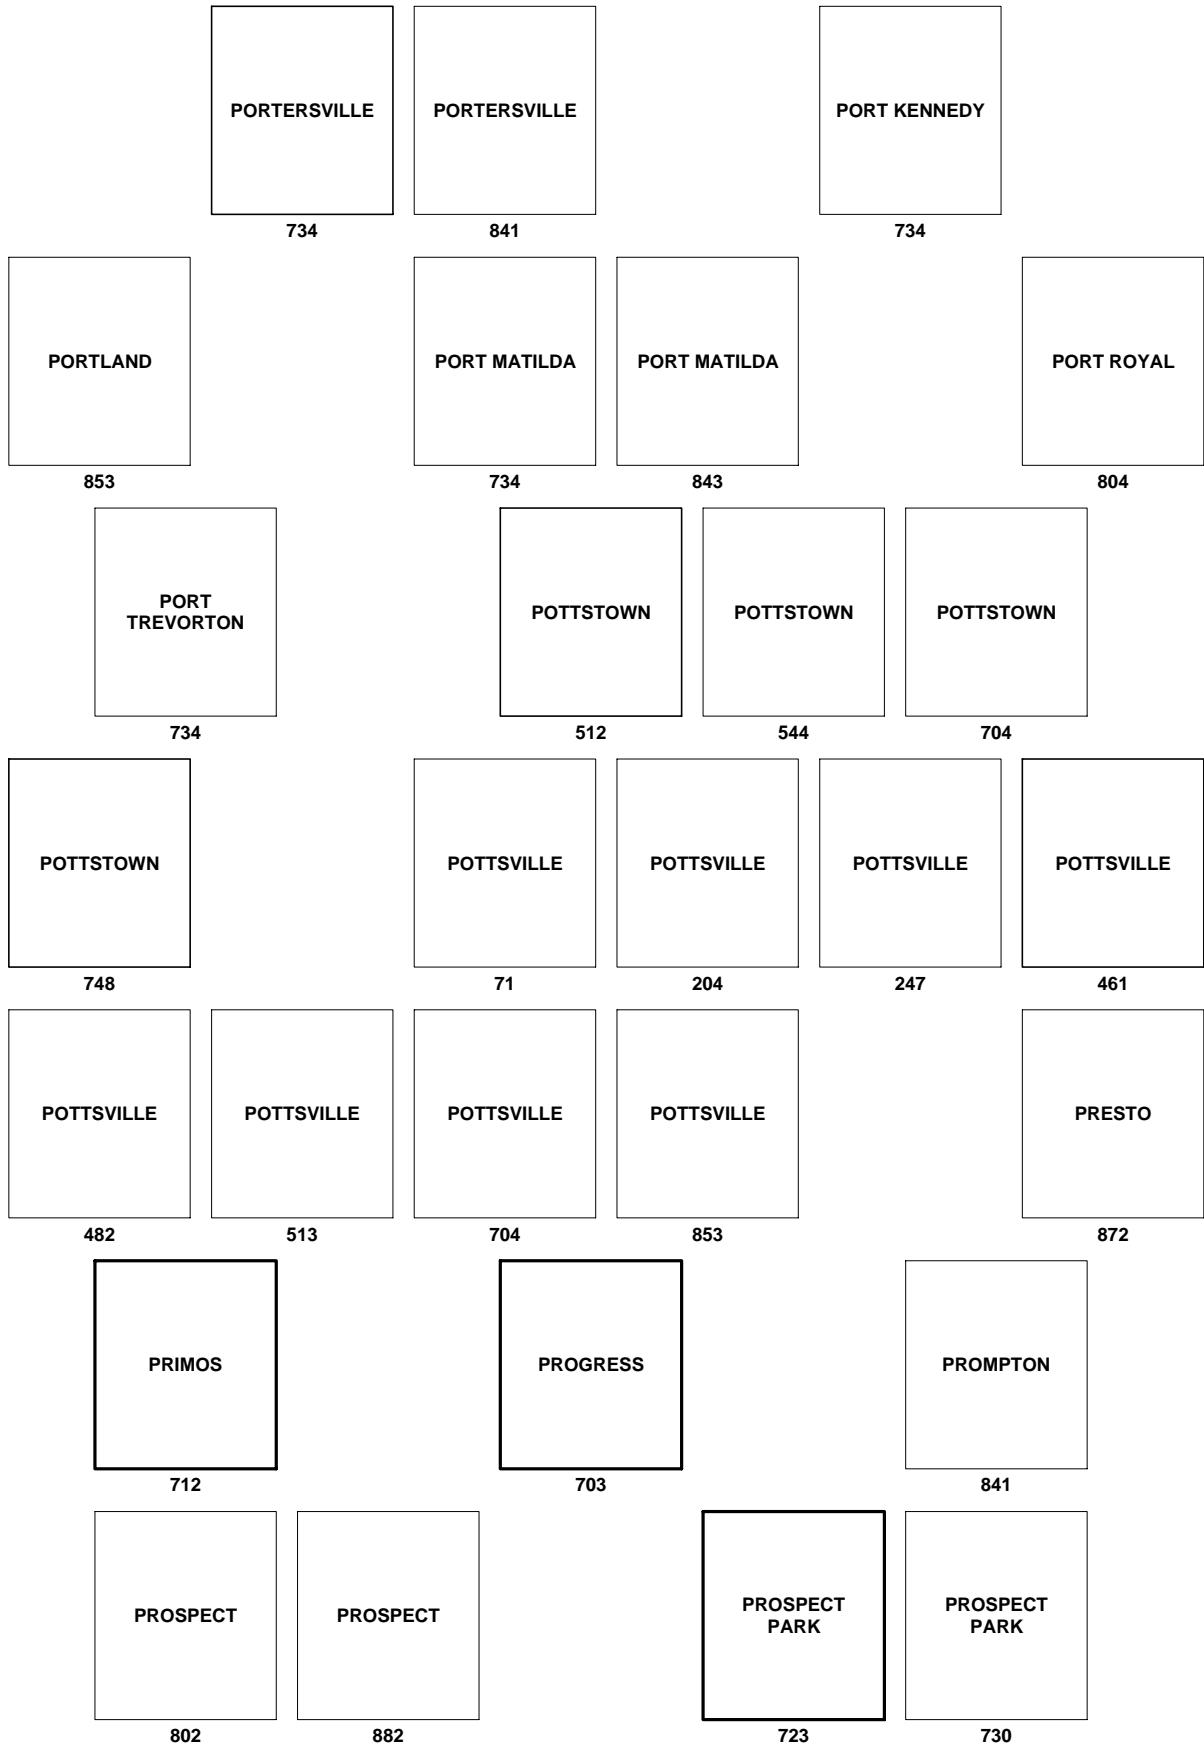 PORTERSVILLE PORTERSVILLE PORT KENNEDY
734 841 734
PORTLAND PORT MATILDA PORT MATILDA PORT ROYAL
853 734 843 804
PORT
TREVORTON
POTTSTOWN POTTSTOWN POTTSTOWN
734 512 544 704
POTTSTOWN POTTSVILLE POTTSVILLE POTTSVILLE POTTSVILLE
748 71 204 247 461
POTTSVILLE POTTSVILLE POTTSVILLE POTTSVILLE PRESTO
482 513 704 853 872
PRIMOS PROGRESS PROMPTON
712 703 841
PROSPECT PROSPECT
PROSPECT
PARK
PROSPECT
PARK
802 882 723 730